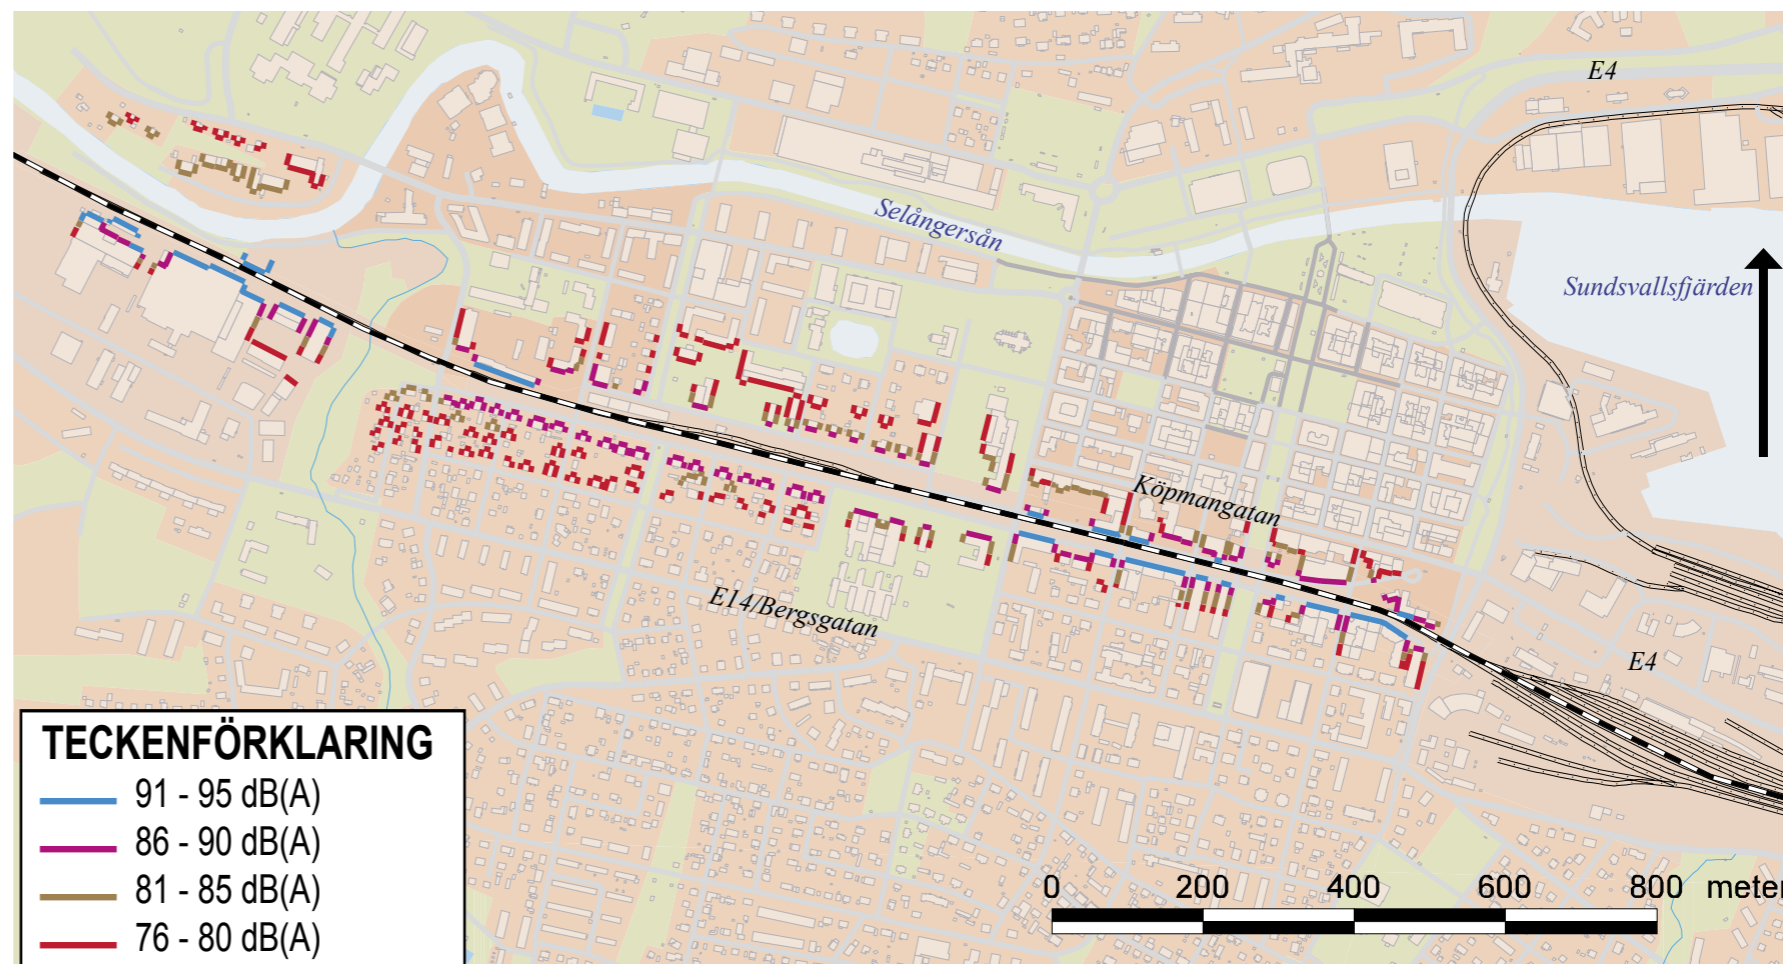 E4
Selångersån
Sundsvallsfjärden
Köpmangatan
E14/Bergsgatan
E4
TECKENFÖRKLARING
91 - 95 dB(A)
86 - 90 dB(A)
81 - 85 dB(A)
76 - 80 dB(A)
0 200 400 600 800 meter